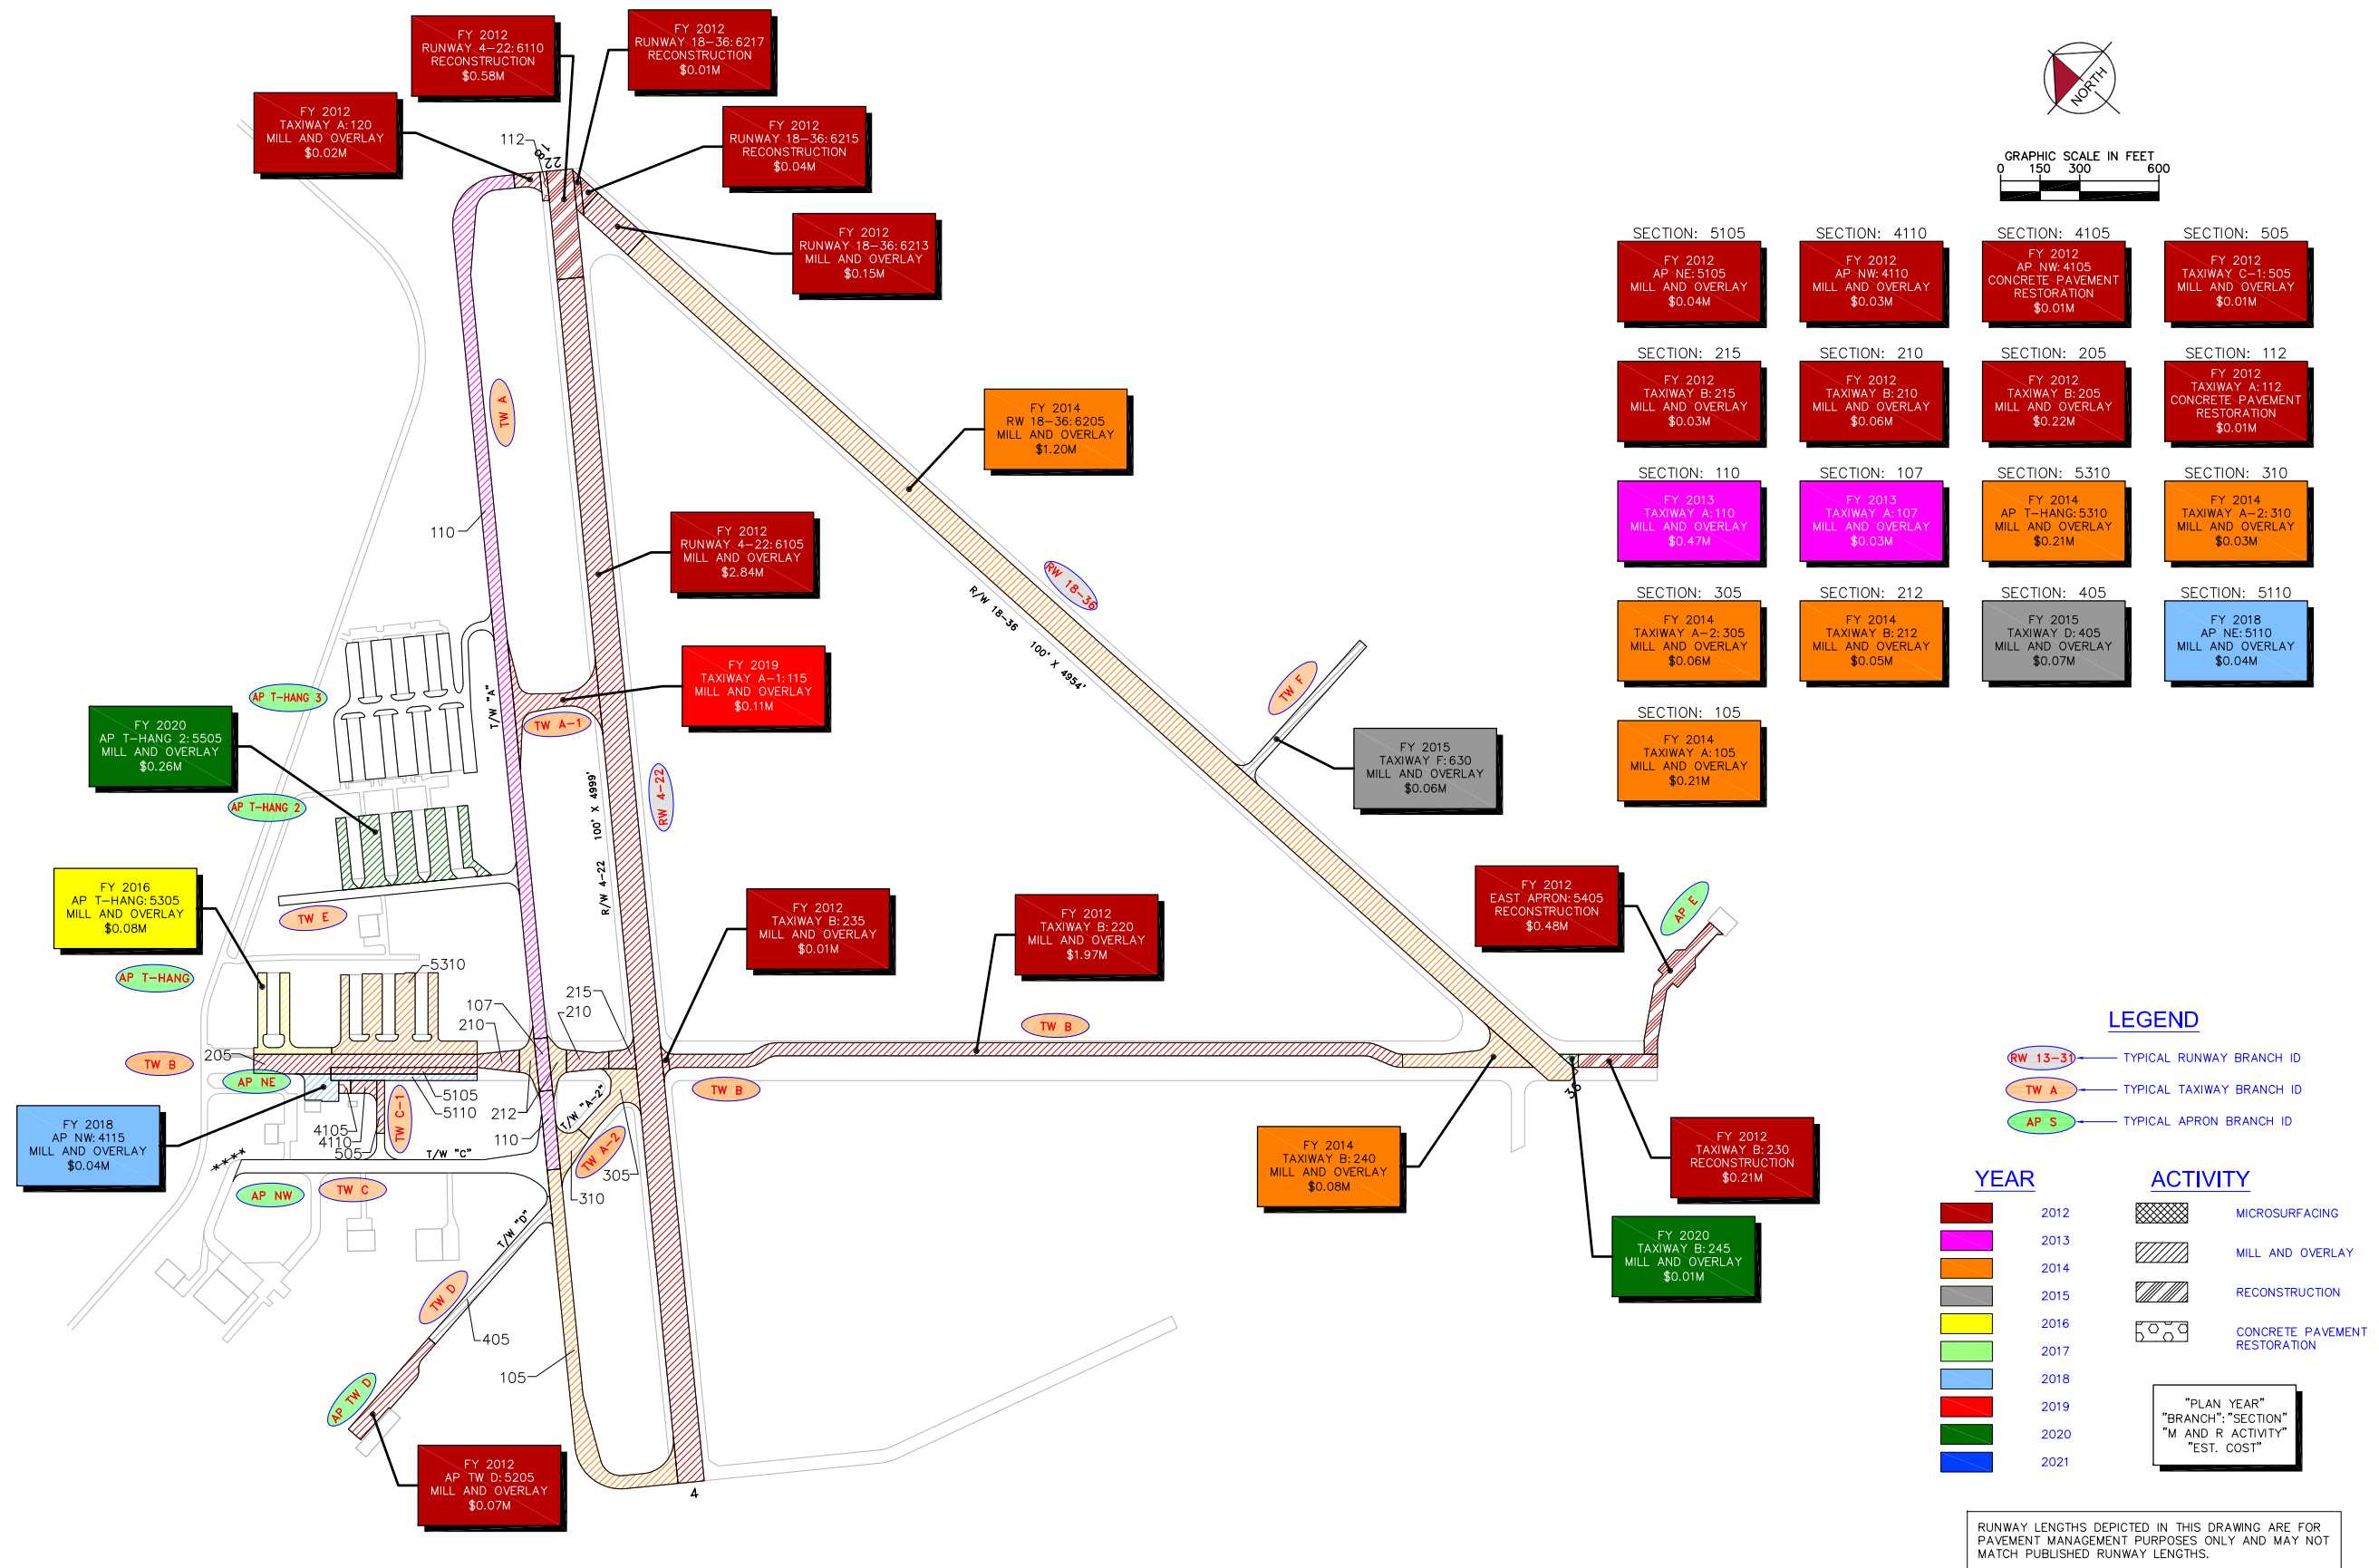 FY 2012
RUNWAY 4-22: 6110
RECONSTRUCTION
$0.58M
FY 2012
RUNWAY 18-36: 6217
RECONSTRUCTION
$0.01M
FY 2012
TAXIWAY A: 120
MILL AND OVERLAY
$0.02M
FY 2012
RUNWAY 18-36: 6215
RECONSTRUCTION
$0.04M
FY 2012
RUNWAY 18-36: 6213
MILL AND OVERLAY
$0.15M
112
18
22
NORTH
GRAPHIC SCALE IN FEET
0 150 300 600
SECTION: 5105
FY 2012
AP NE: 5105
MILL AND OVERLAY
$0.04M
SECTION: 4110
FY 2012
AP NW: 4110
MILL AND OVERLAY
$0.03M
SECTION: 4105
FY 2012
AP NW: 4105
CONCRETE PAVEMENT
RESTORATION
$0.01M
SECTION: 505
FY 2012
TAXIWAY C-1: 505
MILL AND OVERLAY
$0.01M
SECTION: 215
FY 2012
TAXIWAY B: 215
MILL AND OVERLAY
$0.03M
SECTION: 210
FY 2012
TAXIWAY B: 210
MILL AND OVERLAY
$0.06M
SECTION: 205
FY 2012
TAXIWAY B: 205
MILL AND OVERLAY
$0.22M
SECTION: 112
FY 2012
TAXIWAY A: 112
CONCRETE PAVEMENT
RESTORATION
$0.01M
SECTION: 110
FY 2013
TAXIWAY A: 110
MILL AND OVERLAY
$0.47M
SECTION: 107
FY 2013
TAXIWAY A: 107
MILL AND OVERLAY
$0.03M
SECTION: 5310
FY 2014
AP T-HANG: 5310
MILL AND OVERLAY
$0.21M
SECTION: 310
FY 2014
TAXIWAY A-2: 310
MILL AND OVERLAY
$0.03M
SECTION: 305
FY 2014
TAXIWAY A-2: 305
MILL AND OVERLAY
$0.06M
SECTION: 212
FY 2014
TAXIWAY B: 212
MILL AND OVERLAY
$0.05M
SECTION: 405
FY 2015
TAXIWAY D: 405
MILL AND OVERLAY
$0.07M
SECTION: 5110
FY 2018
AP NE: 5110
MILL AND OVERLAY
$0.04M
SECTION: 105
FY 2014
TAXIWAY A: 105
MILL AND OVERLAY
$0.21M
TW A
110
FY 2014
RW 18-36: 6205
MILL AND OVERLAY
$1.20M
FY 2012
RUNWAY 4-22: 6105
MILL AND OVERLAY
$2.84M
RW 18-36
R/W 18-36 100' X 4954'
FY 2019
TAXIWAY A-1: 115
MILL AND OVERLAY
$0.11M
T/W "A"
TW A-1
AP T-HANG 3
FY 2020
AP T-HANG 2: 5505
MILL AND OVERLAY
$0.26M
AP T-HANG 2
TW F
FY 2015
TAXIWAY F: 630
MILL AND OVERLAY
$0.06M
RW 4-22
R/W 4-22 100' X 4999'
FY 2016
AP T-HANG: 5305
MILL AND OVERLAY
$0.08M
TW E
AP T-HANG
5310
FY 2012
TAXIWAY B: 235
MILL AND OVERLAY
$0.01M
FY 2012
TAXIWAY B: 220
MILL AND OVERLAY
$1.97M
FY 2012
EAST APRON: 5405
RECONSTRUCTION
$0.48M
AP E
107
210
215
210
TW B
205
TW B
AP NE
TW B
5105
5110
212
110
4105
4110
505
TW C-1
T/W "C"
T/W "A-2"
TW A-2
305
310
FY 2018
AP NW: 4115
MILL AND OVERLAY
$0.04M
AP NW
TW C
T/W "D"
TW D
405
105
AP TW D
FY 2012
AP TW D: 5205
MILL AND OVERLAY
$0.07M
4
36
FY 2014
TAXIWAY B: 240
MILL AND OVERLAY
$0.08M
FY 2012
TAXIWAY B: 230
RECONSTRUCTION
$0.21M
FY 2020
TAXIWAY B: 245
MILL AND OVERLAY
$0.01M
LEGEND
RW 13-31 TYPICAL RUNWAY BRANCH ID
TW A TYPICAL TAXIWAY BRANCH ID
AP S TYPICAL APRON BRANCH ID
YEAR
2012
2013
2014
2015
2016
2017
2018
2019
2020
2021
ACTIVITY
MICROSURFACING
MILL AND OVERLAY
RECONSTRUCTION
CONCRETE PAVEMENT
RESTORATION
"PLAN YEAR"
"BRANCH": "SECTION"
"M AND R ACTIVITY"
"EST. COST"
RUNWAY LENGTHS DEPICTED IN THIS DRAWING ARE FOR
PAVEMENT MANAGEMENT PURPOSES ONLY AND MAY NOT
MATCH PUBLISHED RUNWAY LENGTHS.